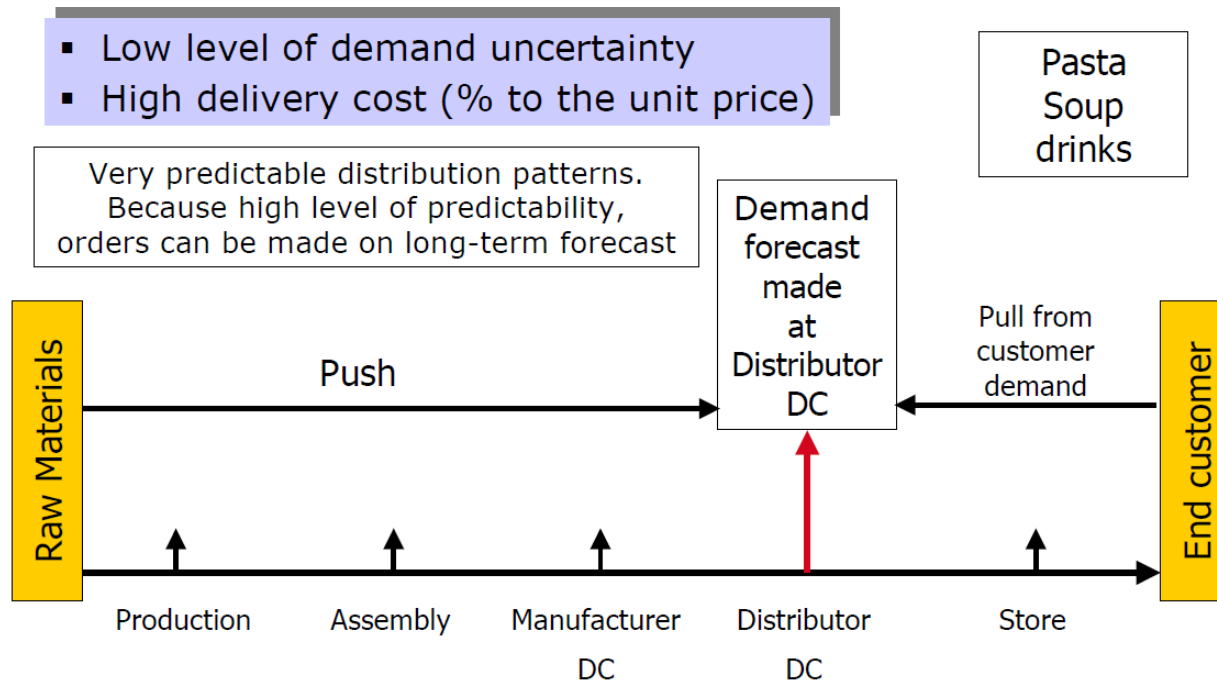 ▪ Low level of demand uncertainty
▪ High delivery cost (% to the unit price)
Pasta
Soup
drinks
Very predictable distribution patterns.
Because high level of predictability,
orders can be made on long-term forecast
Demand
forecast
made
at
Distributor
DC
Raw Materials
Push
Pull from
customer
demand
End customer
Production
Assembly
Manufacturer
DC
Distributor
DC
Store